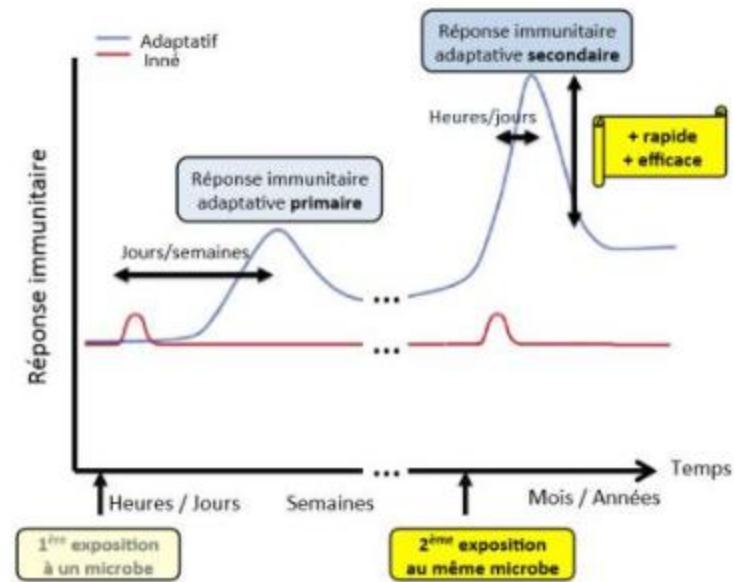 Adaptatif
Inné
Réponse immunitaire
adaptative secondaire
Heures/jours
+ rapide
+ efficace
Réponse immunitaire
adaptative primaire
Jours/semaines
Réponse immunitaire
...
...
...
Temps
Heures / Jours
Semaines
Mois / Années
1ère exposition
à un microbe
2ème exposition
au même microbe